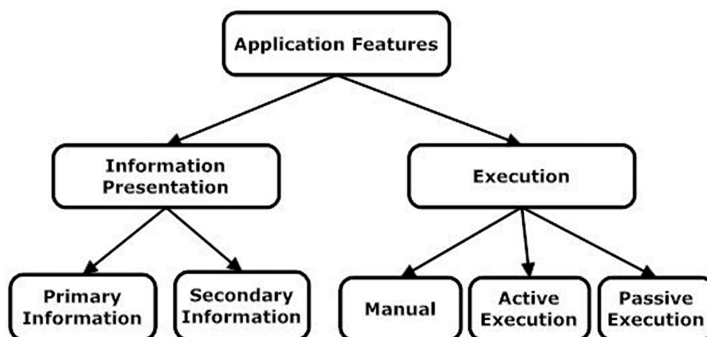 Application Features
Information
Presentation
Execution
Primary
Information
Secondary
Information
Manual
Active
Execution
Passive
Execution